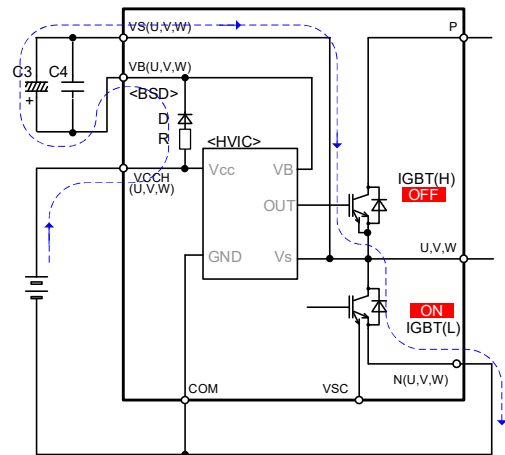 VS(U,V,W)
P
C3
C4
VB(U,V,W)
+
<BSD>
D
R
<HVIC>
Vcc
VB
VCCH
(U,V,W)
IGBT(H)
OFF
OUT
GND
Vs
U,V,W
ON
IGBT(L)
N(U,V,W)
COM
VSC